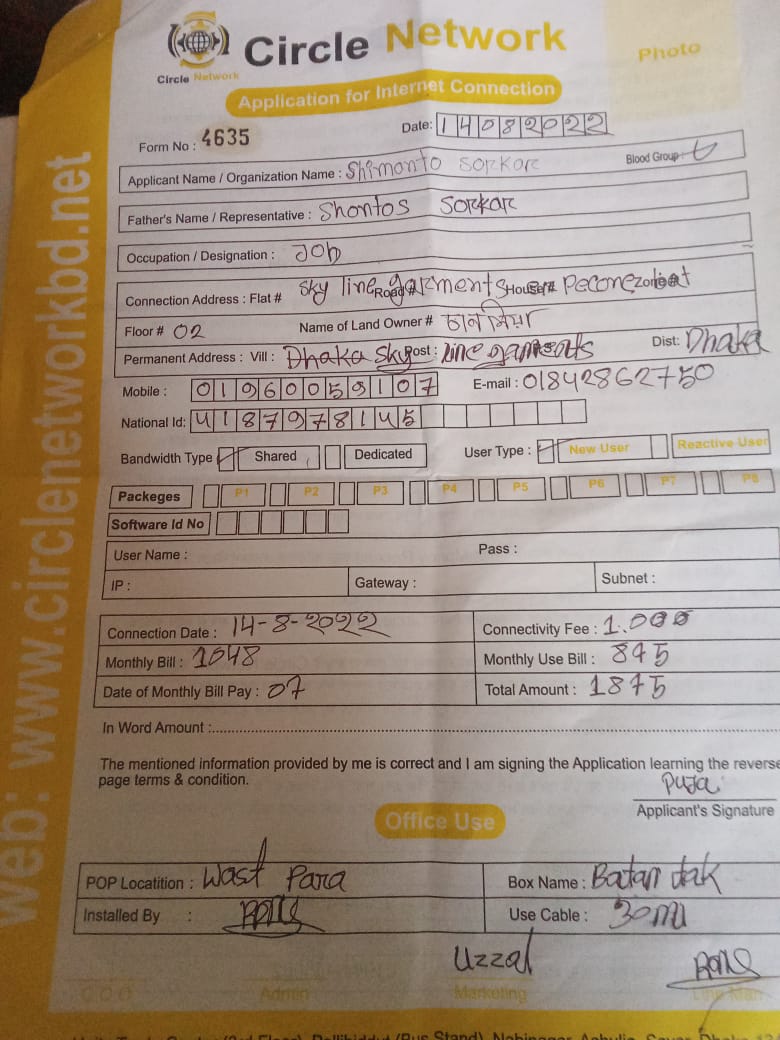 Circle Network
Circle Network
Photo
Application for Internet Connection
Form No : 4635
Date: 14082022
Applicant Name / Organization Name : Shimonto Sorkar
Blood Group :
Father's Name / Representative : Shontos Sorkar
Occupation / Designation : Job
Connection Address : Flat # Sky line Road # garments House# Zone
Floor # 02 Name of Land Owner # চান মিয়া
Permanent Address : Vill : Dhaka Sky Post : line garments Dist: Dhaka
Mobile : 01960059107 E-mail : 01842862750
National Id: 4187978145
Bandwidth Type Shared Dedicated User Type : New User Reactive User
Packeges P1 P2 P3 P4 P5 P6 P7 P8
Software Id No
User Name : Pass :
IP : Gateway : Subnet :
Connection Date : 14-8-2022 Connectivity Fee : 1.000
Monthly Bill : 1048 Monthly Use Bill : 845
Date of Monthly Bill Pay : 07 Total Amount : 1875
In Word Amount :
The mentioned information provided by me is correct and I am signing the Application learning the reverse
page terms & condition.
Puja
Applicant's Signature
Office Use
POP Locatition : Wast Para Box Name : Batan
Installed By : Use Cable : 30m
Uzzal
Admin Marketing Line Man
web: www.circlenetworkbd.net